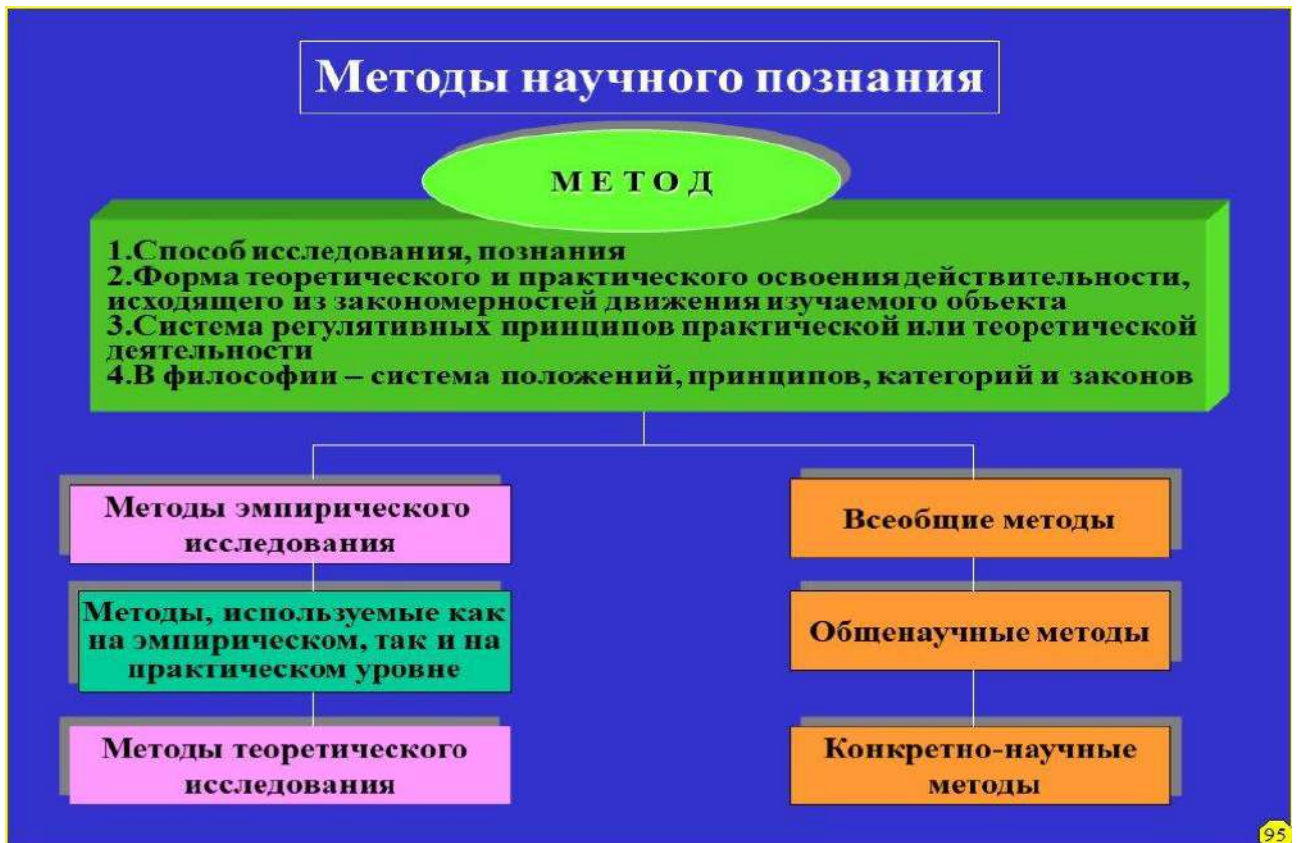 Методы научного познания
М Е Т О Д
1.Способ исследования, познания
2.Форма теоретического и практического освоения действительности,
исходящего из закономерностей движения изучаемого объекта
3.Система регулятивных принципов практической или теоретической
деятельности
4.В философии – система положений, принципов, категорий и законов
Методы эмпирического
исследования
Методы, используемые как
на эмпирическом, так и на
практическом уровне
Методы теоретического
исследования
Всеобщие методы
Общенаучные методы
Конкретно-научные
методы
95